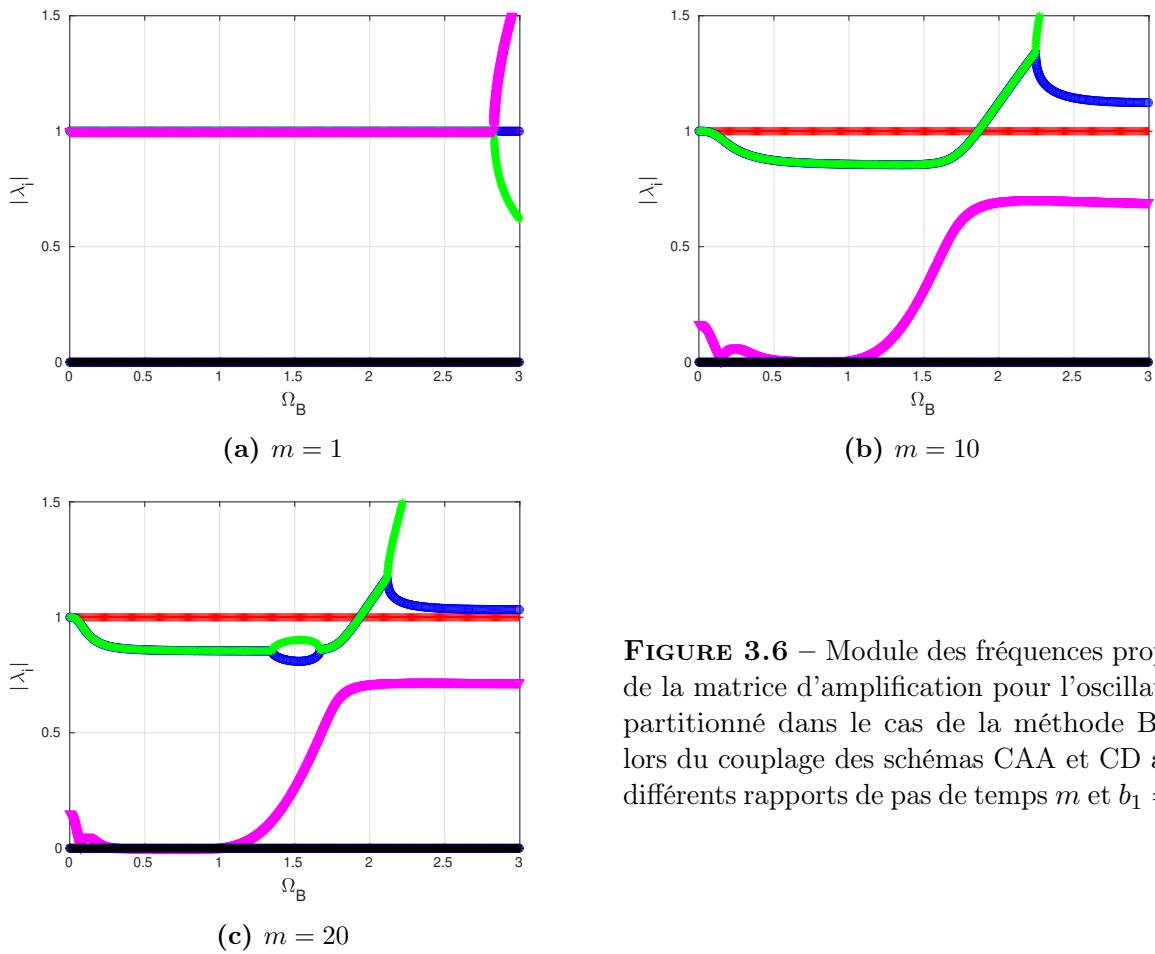 1.5
1
0.5
0
|λi|
0 0.5 1 1.5 2 2.5 3
ΩB
(a) m = 1
1.5
1
0.5
0
|λi|
0 0.5 1 1.5 2 2.5 3
ΩB
(b) m = 10
1.5
1
0.5
0
|λi|
0 0.5 1 1.5 2 2.5 3
ΩB
(c) m = 20
FIGURE 3.6 – Module des fréquences prop
de la matrice d'amplification pour l'oscillat
partitionné dans le cas de la méthode B
lors du couplage des schémas CAA et CD a
différents rapports de pas de temps m et b1 =